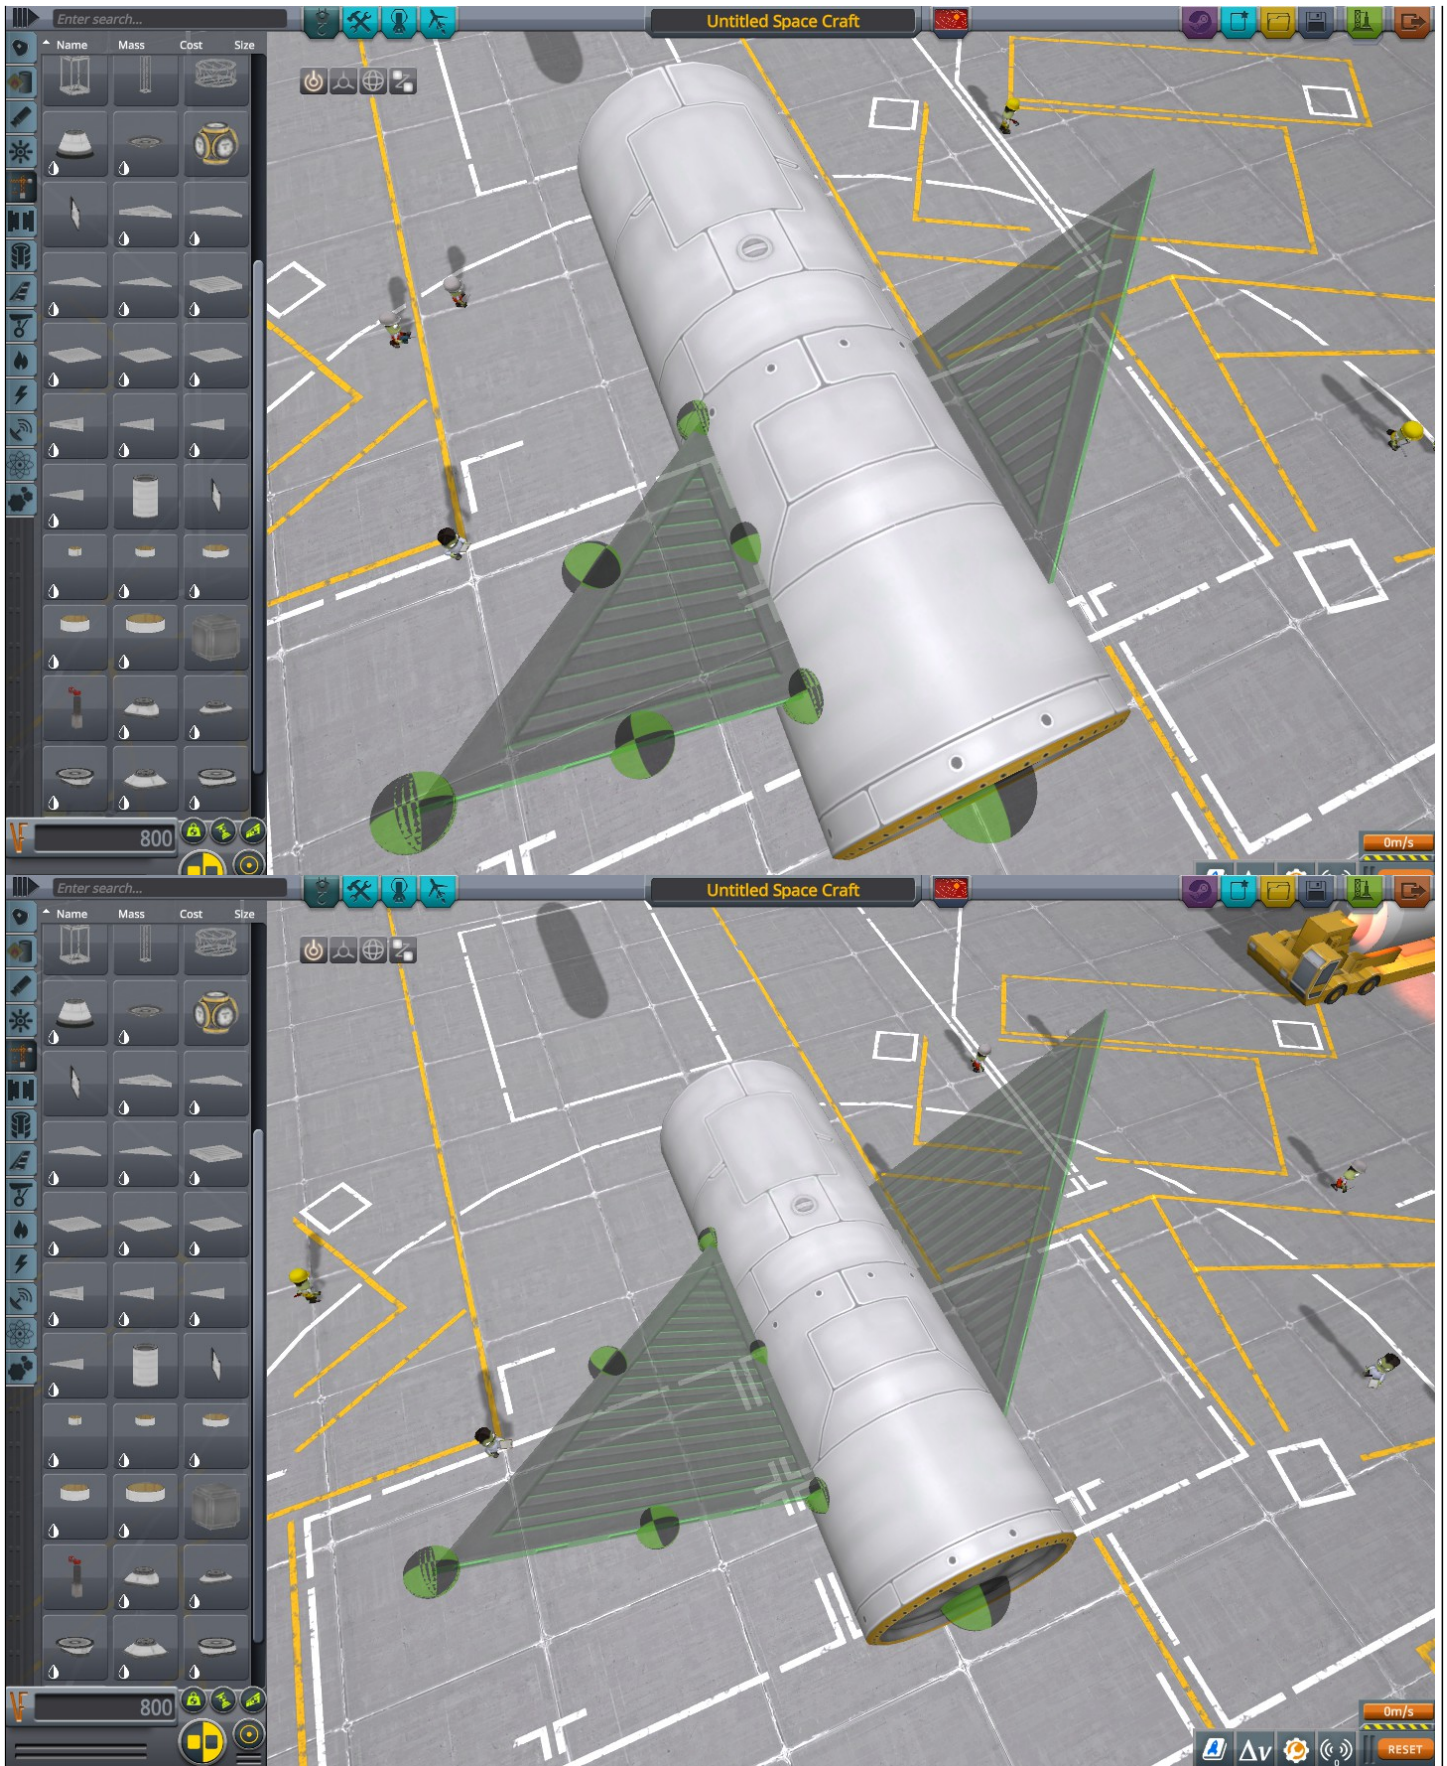 Enter search...
Untitled Space Craft
Name Mass Cost Size
800
0m/s
Enter search...
Untitled Space Craft
Name Mass Cost Size
800
0m/s
Δv
0
RESET